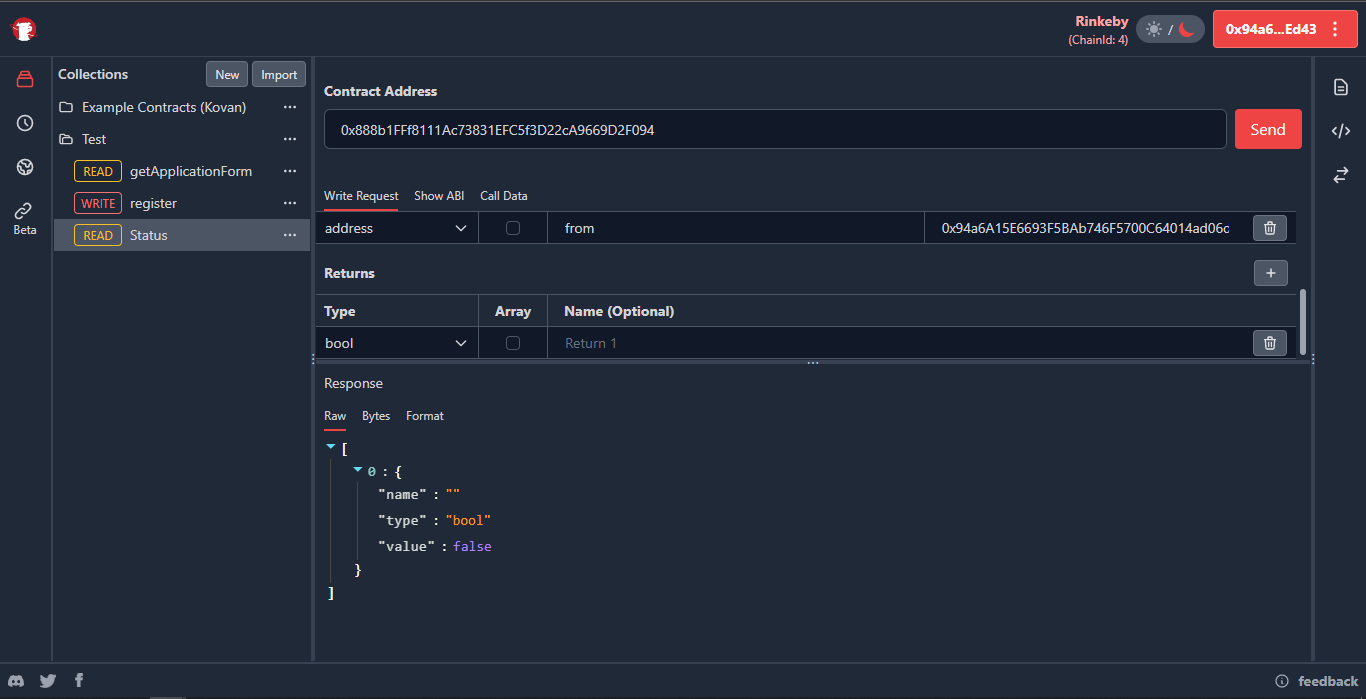 Rinkeby
(ChainId: 4)
/
0x94a6...Ed43
Collections
New
Import
Example Contracts (Kovan)
Test
READ
getApplicationForm
WRITE
register
READ
Status
Beta
Contract Address
0x888b1FFf8111Ac73831EFC5f3D22cA9669D2F094
Send
Write Request
Show ABI
Call Data
address
from
0x94a6A15E6693F5BAb746F5700C64014ad06c
Returns
+
Type
Array
Name (Optional)
bool
Return 1
Response
Raw
Bytes
Format
[
0 : {
"name" : ""
"type" : "bool"
"value" : false
}
]
feedback